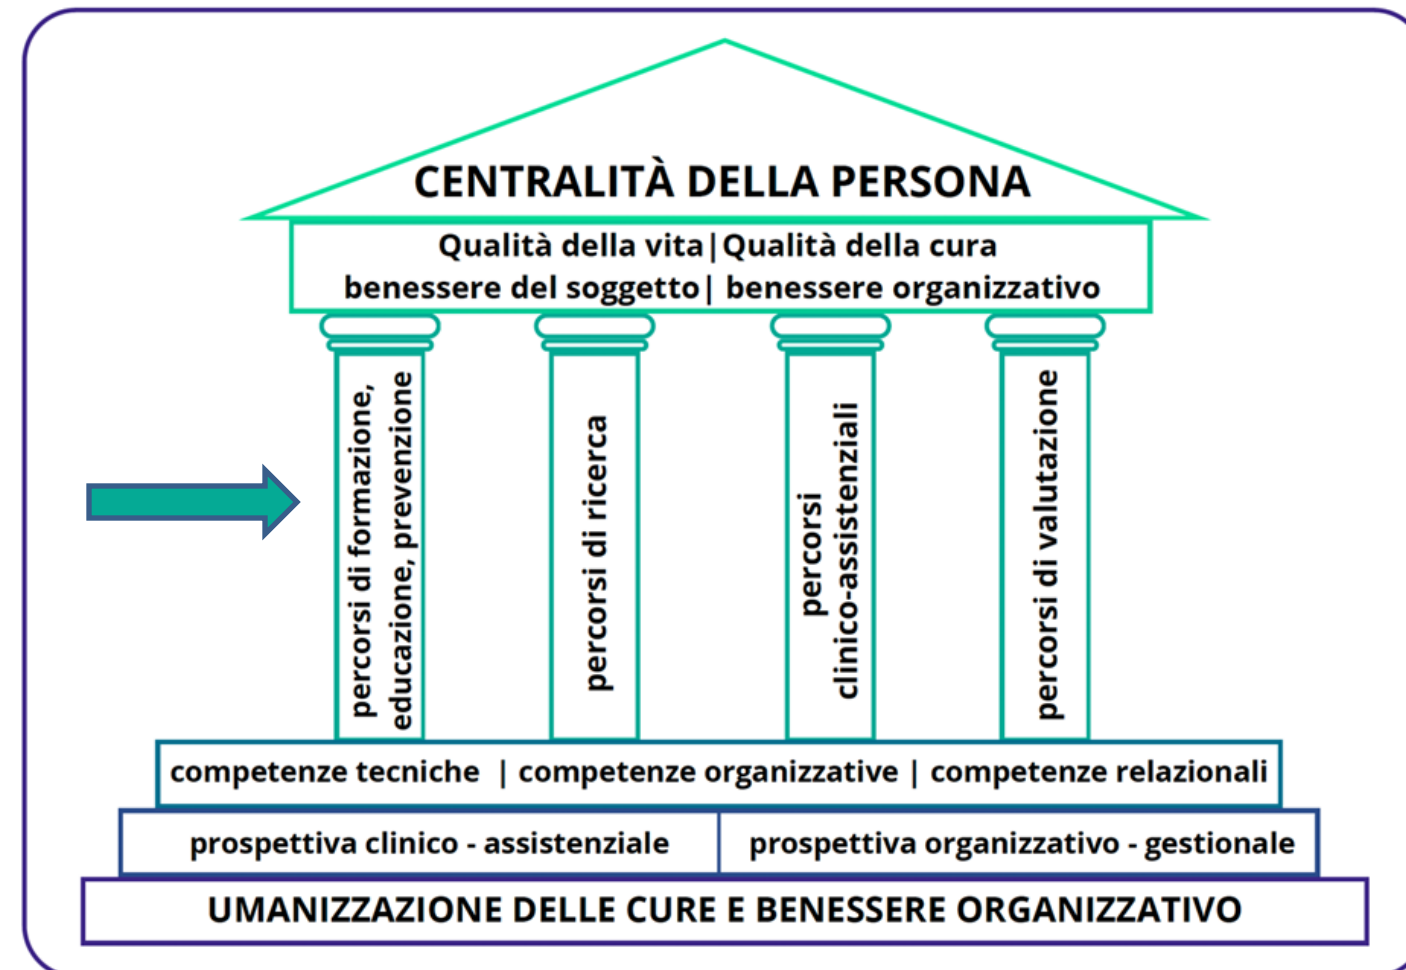 CENTRALITÀ DELLA PERSONA
Qualità della vita|Qualità della cura
benessere del soggetto| benessere organizzativo
percorsi di formazione,
educazione, prevenzione
percorsi di ricerca
percorsi
clinico-assistenziali
percorsi di valutazione
competenze tecniche | competenze organizzative | competenze relazionali
prospettiva clinico - assistenziale
prospettiva organizzativo - gestionale
UMANIZZAZIONE DELLE CURE E BENESSERE ORGANIZZATIVO